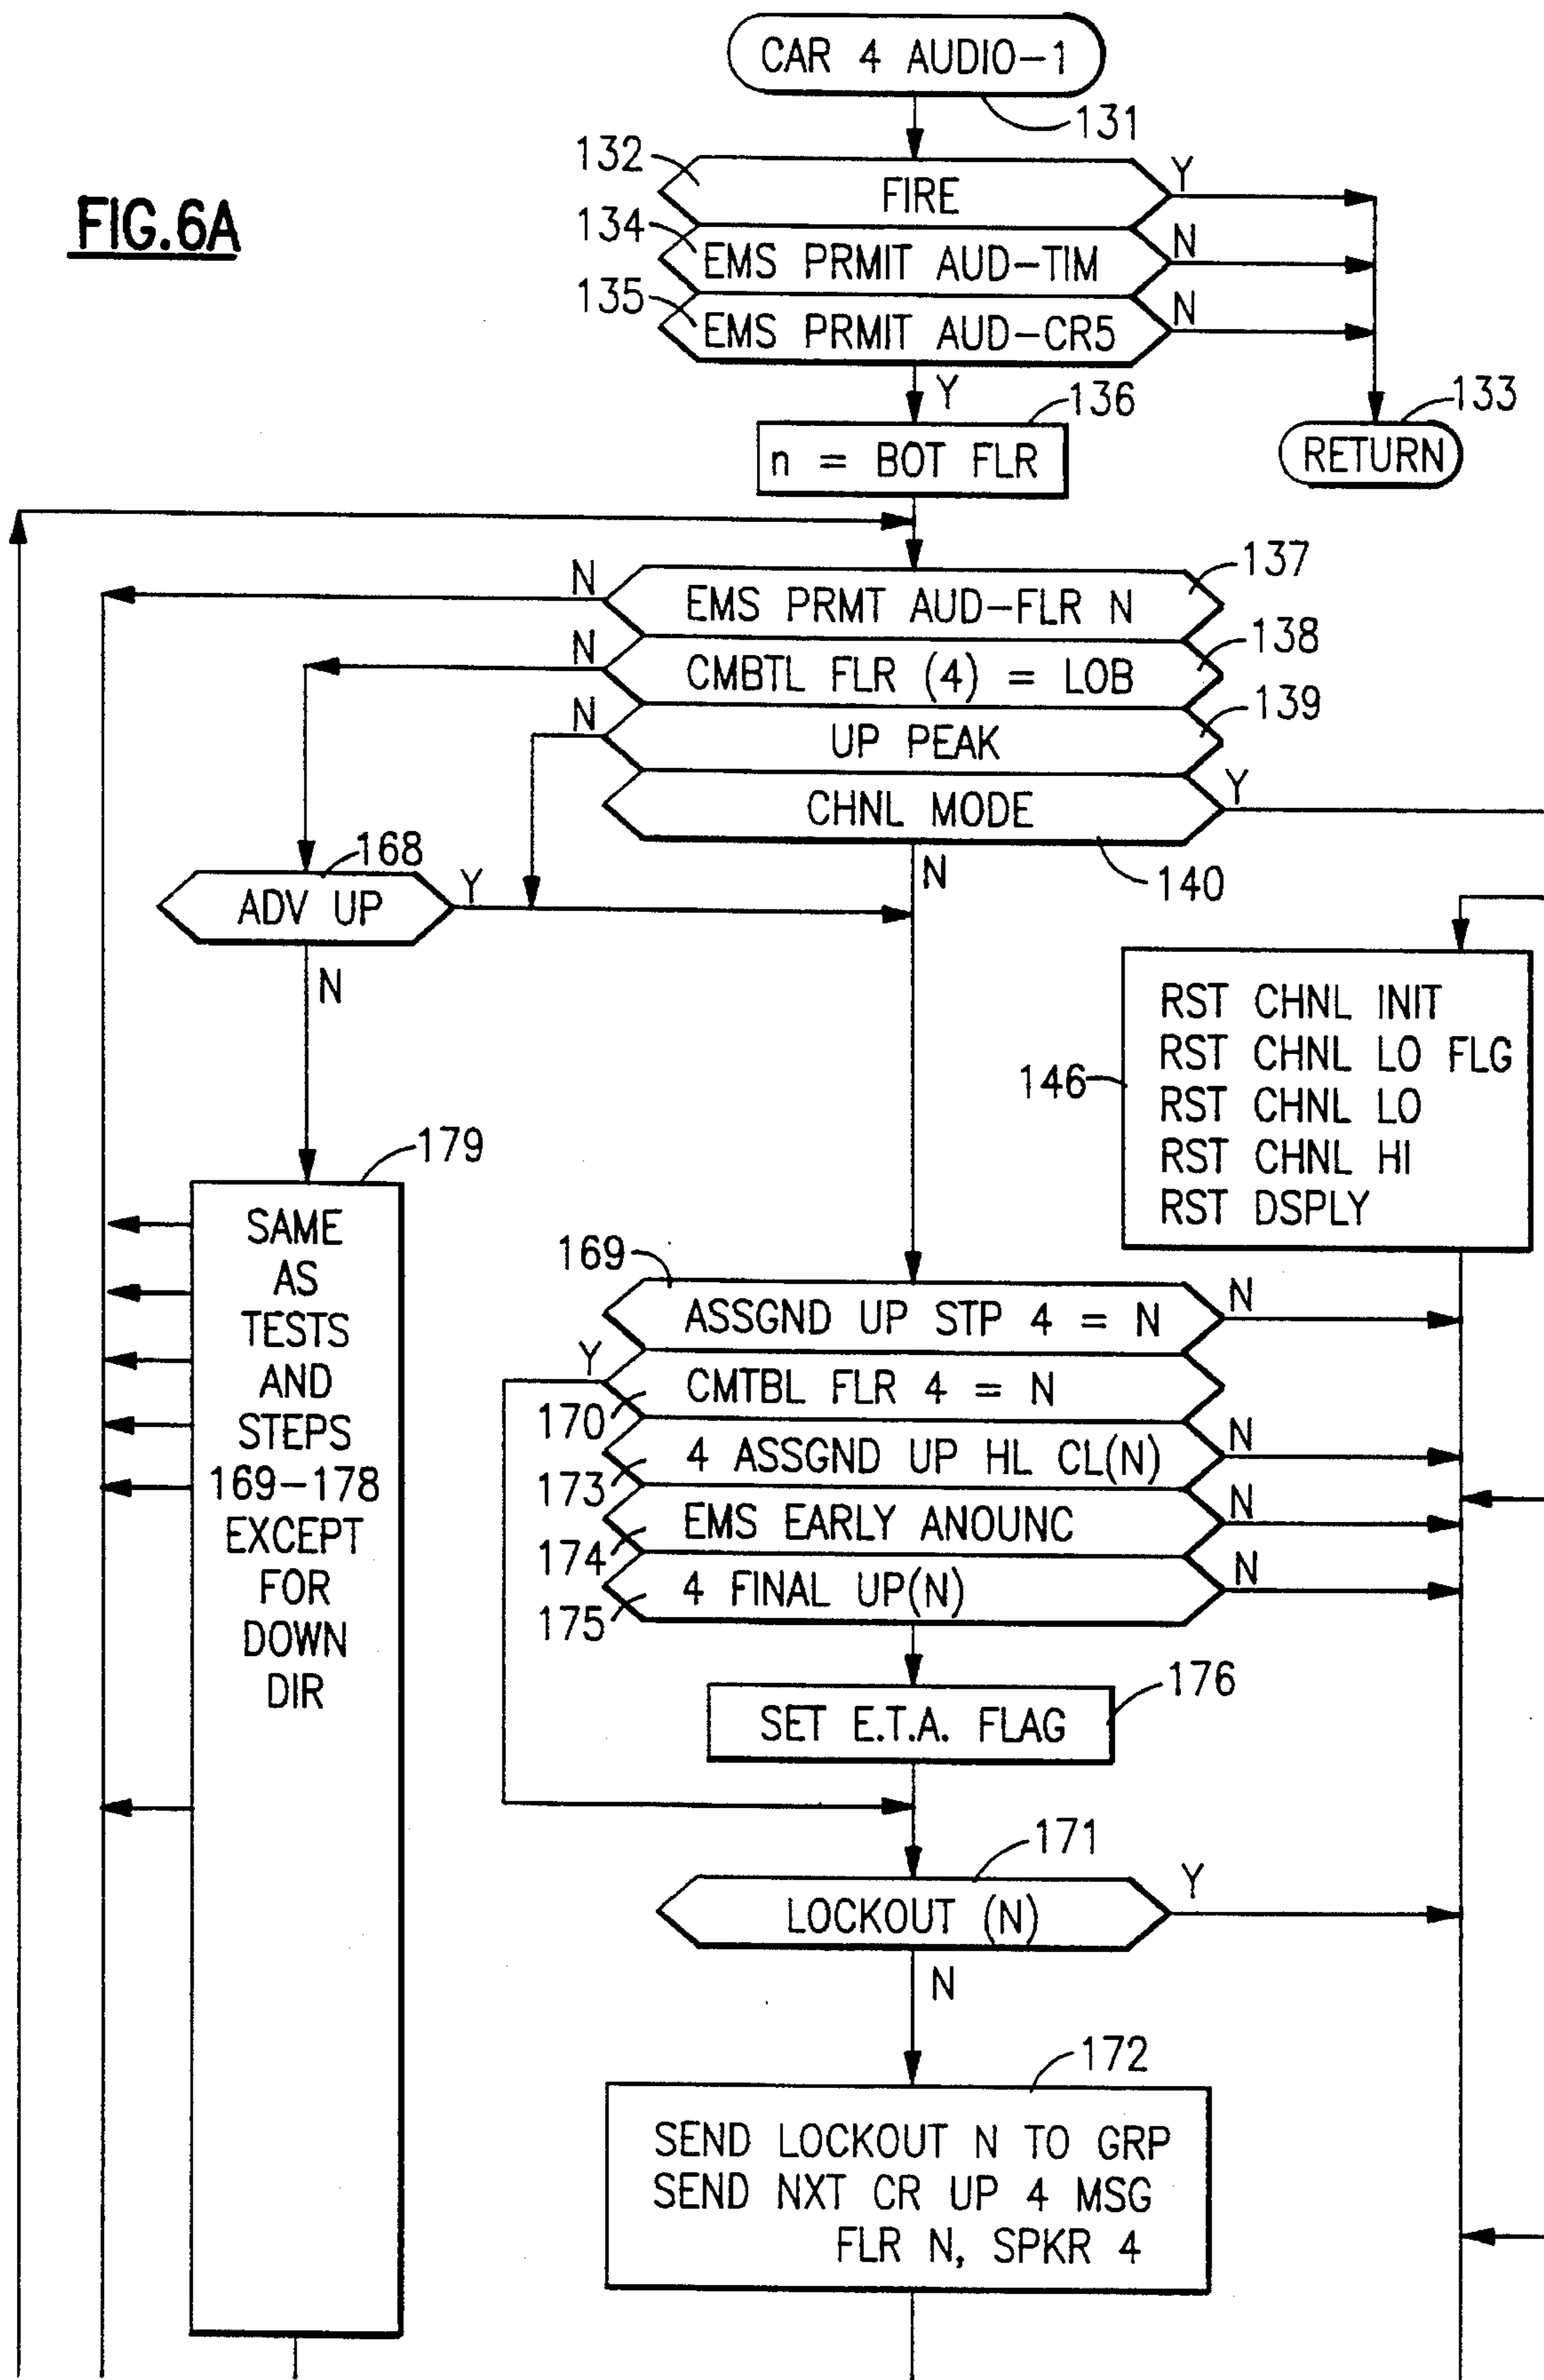 FIG.6A
CAR 4 AUDIO-1
131
132
FIRE
Y
134
EMS PRMIT AUD-TIM
N
135
EMS PRMIT AUD-CR5
N
Y
136
n = BOT FLR
133
RETURN
N
EMS PRMT AUD-FLR N
137
N
CMBTL FLR (4) = LOB
138
N
UP PEAK
139
CHNL MODE
Y
N
140
168
ADV UP
Y
N
146
RST CHNL INIT
RST CHNL LO FLG
RST CHNL LO
RST CHNL HI
RST DSPLY
179
SAME
AS
TESTS
AND
STEPS
169-178
EXCEPT
FOR
DOWN
DIR
169
ASSGND UP STP 4 = N
N
Y
CMTBL FLR 4 = N
170
4 ASSGND UP HL CL(N)
N
173
EMS EARLY ANOUNC
N
174
4 FINAL UP(N)
N
175
SET E.T.A. FLAG
176
171
LOCKOUT (N)
Y
N
172
SEND LOCKOUT N TO GRP
SEND NXT CR UP 4 MSG
FLR N, SPKR 4